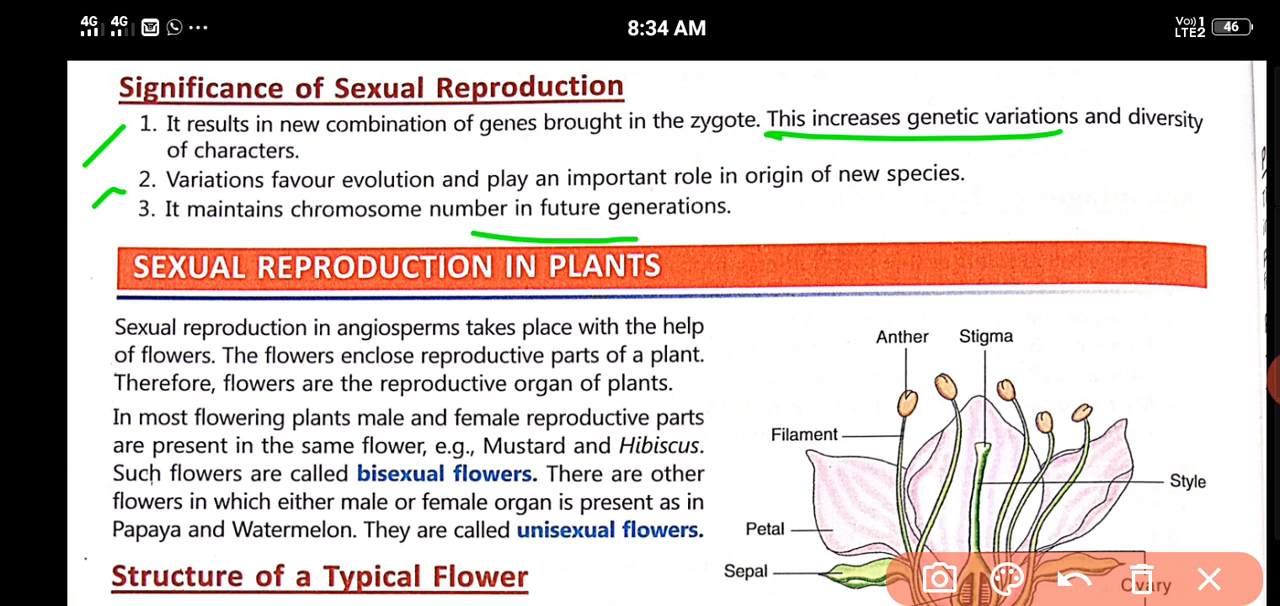 4G 4G ... 8:34 AM Vo)) 1 LTE2 46
Significance of Sexual Reproduction
1. It results in new combination of genes brought in the zygote. This increases genetic variations and diversity
of characters.
2. Variations favour evolution and play an important role in origin of new species.
3. It maintains chromosome number in future generations.
SEXUAL REPRODUCTION IN PLANTS
Sexual reproduction in angiosperms takes place with the help
of flowers. The flowers enclose reproductive parts of a plant.
Therefore, flowers are the reproductive organ of plants.
In most flowering plants male and female reproductive parts
are present in the same flower, e.g., Mustard and Hibiscus.
Such flowers are called bisexual flowers. There are other
flowers in which either male or female organ is present as in
Papaya and Watermelon. They are called unisexual flowers.
Structure of a Typical Flower
Anther Stigma
Filament
Style
Petal
Sepal
Ovary